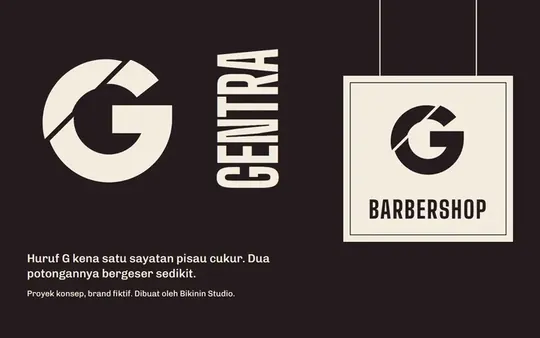 G
GENTRA
G
BARBERSHOP
Huruf G kena satu sayatan pisau cukur. Dua
potongannya bergeser sedikit.
Proyek konsep, brand fiktif. Dibuat oleh Bikinin Studio.